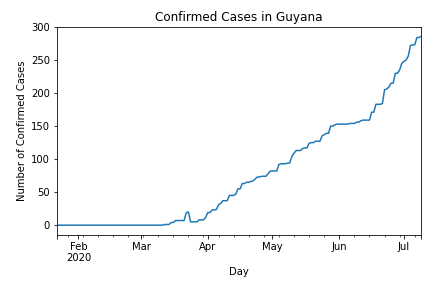 Confirmed Cases in Guyana
Number of Confirmed Cases
300
250
200
150
100
50
0
Feb Mar Apr May Jun Jul
2020
Day